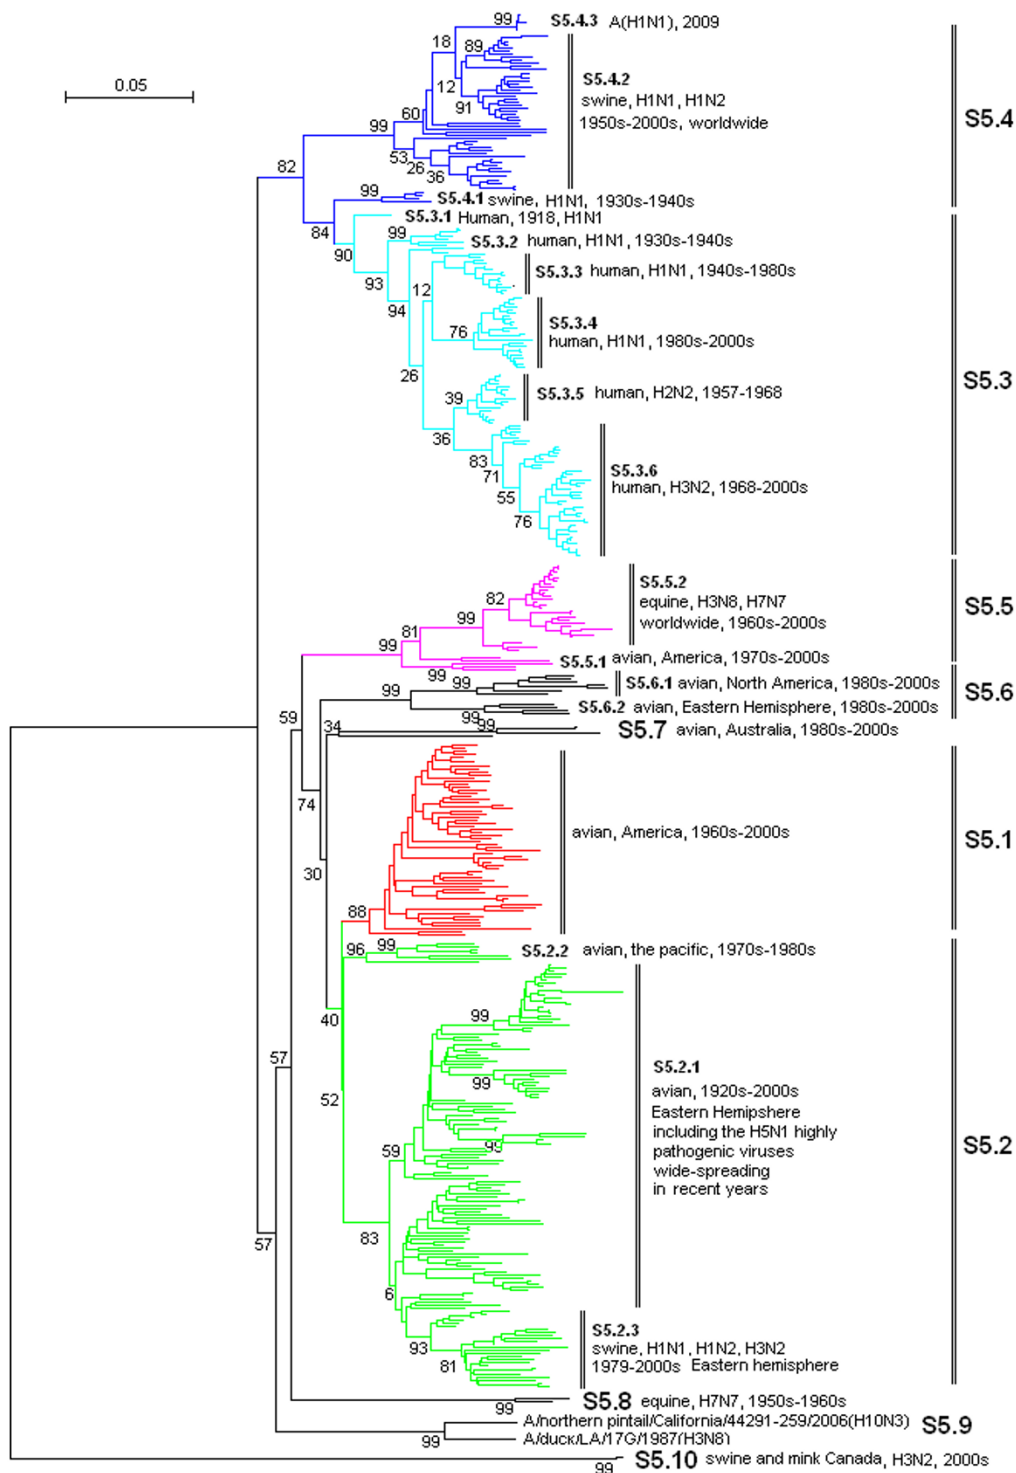 99 S5.4.3 A(H1N1), 2009
18
89
0.05
12
S5.4.2
91
swine, H1N1, H1N2
60
1950s-2000s, worldwide
S5.4
99
53
26
36
82
99
S5.4.1 swine, H1N1, 1930s-1940s
84
S5.3.1 Human, 1918, H1N1
99
S5.3.2 human, H1N1, 1930s-1940s
90
93
S5.3.3 human, H1N1, 1940s-1980s
12
94
S5.3.4
76
human, H1N1, 1980s-2000s
26
S5.3
39 S5.3.5 human, H2N2, 1957-1968
36
83
71
S5.3.6
55
human, H3N2, 1968-2000s
76
S5.5.2
82
equine, H3N8, H7N7
99
worldwide, 1960s-2000s
S5.5
81
99
S5.5.1 avian, America, 1970s-2000s
99
99
99
S5.6.1 avian, North America, 1980s-2000s
S5.6
S5.6.2 avian, Eastern Hemisphere, 1980s-2000s
99
99
59
34
S5.7 avian, Australia, 1980s-2000s
74
avian, America, 1960s-2000s
S5.1
30
88
96
99
S5.2.2 avian, the pacific, 1970s-1980s
40
99
57
S5.2.1
99
52
avian, 1920s-2000s
Eastern Hemipshere
including the H5N1 highly
59
99
pathogenic viruses
S5.2
wide-spreading
in recent years
57
83
6
S5.2.3
93
swine, H1N1, H1N2, H3N2
81
1979-2000s Eastern hemisphere
99
S5.8 equine, H7N7, 1950s-1960s
A/northern pintail/California/44291-259/2006(H10N3)
S5.9
99
A/duck/LA/17G/1987(H3N8)
99
S5.10 swine and mink Canada, H3N2, 2000s